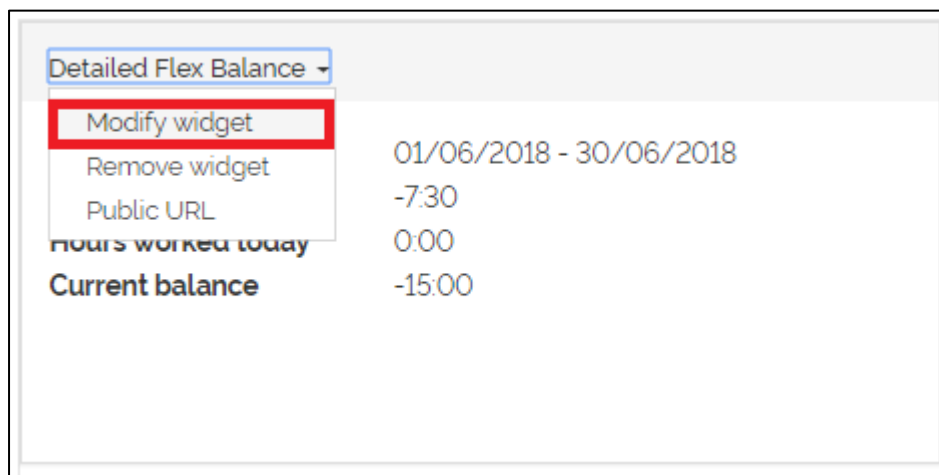 Detailed Flex Balance
Modify widget
Remove widget
Public URL
01/06/2018 - 30/06/2018
-7:30
Hours worked today 0:00
Current balance -15:00